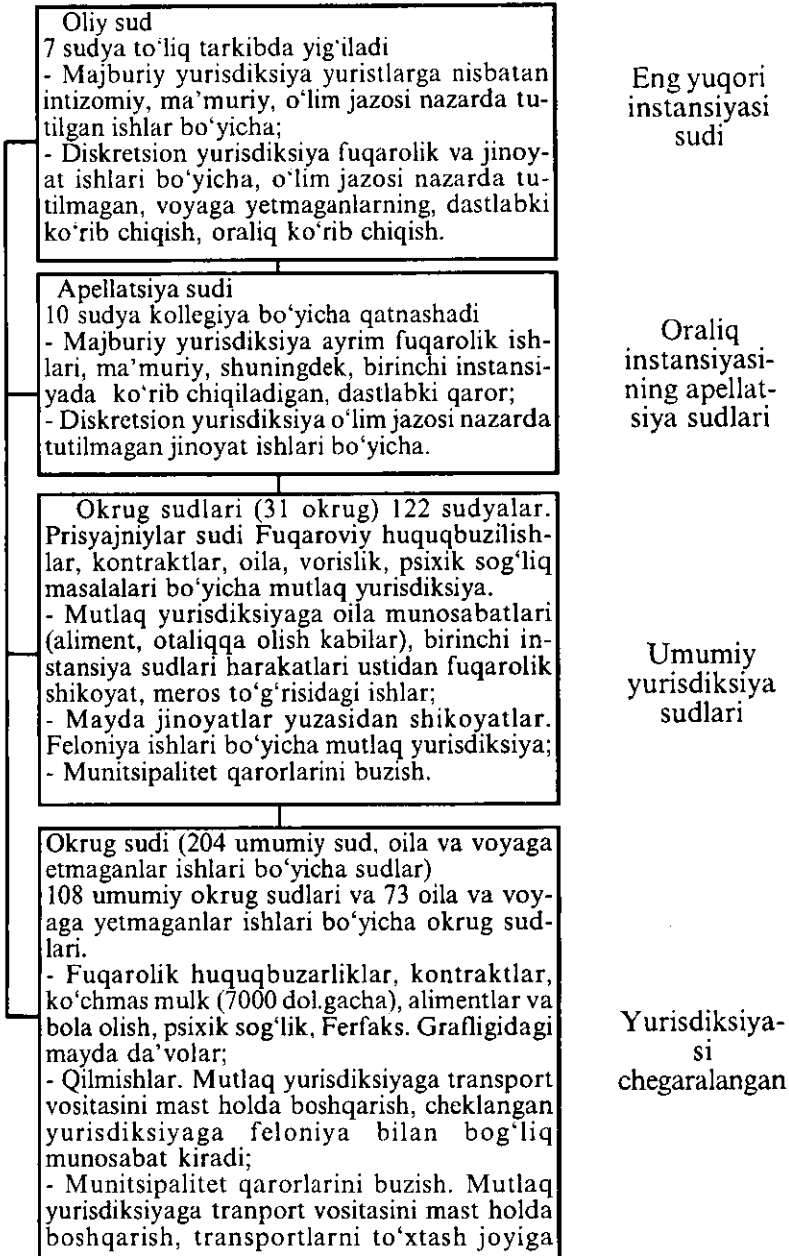 Oliy sud
7 sudya to‘liq tarkibda yig‘iladi
- Majburiy yurisdiksiya yuristlarga nisbatan
intizomiy, ma’muriy, o‘lim jazosi nazarda tu-
tilgan ishlar bo‘yicha;
- Diskretsion yurisdiksiya fuqarolik va jinoy-
at ishlari bo‘yicha, o‘lim jazosi nazarda tu-
tilmagan, voyaga yetmaganlarning, dastlabki
ko‘rib chiqish, oraliq ko‘rib chiqish.
Eng yuqori
instansiyasi
sudi
Apellatsiya sudi
10 sudya kollegiya bo‘yicha qatnashadi
- Majburiy yurisdiksiya ayrim fuqarolik ish-
lari, ma’muriy, shuningdek, birinchi instansi-
yada ko‘rib chiqiladigan, dastlabki qaror;
- Diskretsion yurisdiksiya o‘lim jazosi nazarda
tutilmagan jinoyat ishlari bo‘yicha.
Oraliq
instansiyasi-
ning apellat-
siya sudlari
Okrug sudlari (31 okrug) 122 sudyalar.
Prisyajniylar sudi Fuqaroviy huquqbuzilish-
lar, kontraktlar, oila, vorislik, psixik sog‘liq
masalalari bo‘yicha mutlaq yurisdiksiya.
- Mutlaq yurisdiksiyaga oila munosabatlari
(aliment, otaliqqa olish kabilar), birinchi in-
stansiya sudlari harakatlari ustidan fuqarolik
shikoyat, meros to‘g‘risidagi ishlar;
- Mayda jinoyatlar yuzasidan shikoyatlar.
Feloniya ishlari bo‘yicha mutlaq yurisdiksiya;
- Munitsipalitet qarorlarini buzish.
Umumiy
yurisdiksiya
sudlari
Okrug sudi (204 umumiy sud, oila va voyaga
etmaganlar ishlari bo‘yicha sudlar)
108 umumiy okrug sudlari va 73 oila va voy-
aga yetmaganlar ishlari bo‘yicha okrug sud-
lari.
- Fuqarolik huquqbuzarliklar, kontraktlar,
ko‘chmas mulk (7000 dol.gacha), alimentlar va
bola olish, psixik sog‘lik, Ferfaks. Grafligidagi
mayda da’volar;
- Qilmishlar. Mutlaq yurisdiksiyaga transport
vositasini mast holda boshqarish, cheklangan
yurisdiksiyaga feloniya bilan bog‘liq
munosabat kiradi;
- Munitsipalitet qarorlarini buzish. Mutlaq
yurisdiksiyaga tranport vositasini mast holda
boshqarish, transportlarni to‘xtash joyiga
Yurisdiksiya-
si
chegaralangan